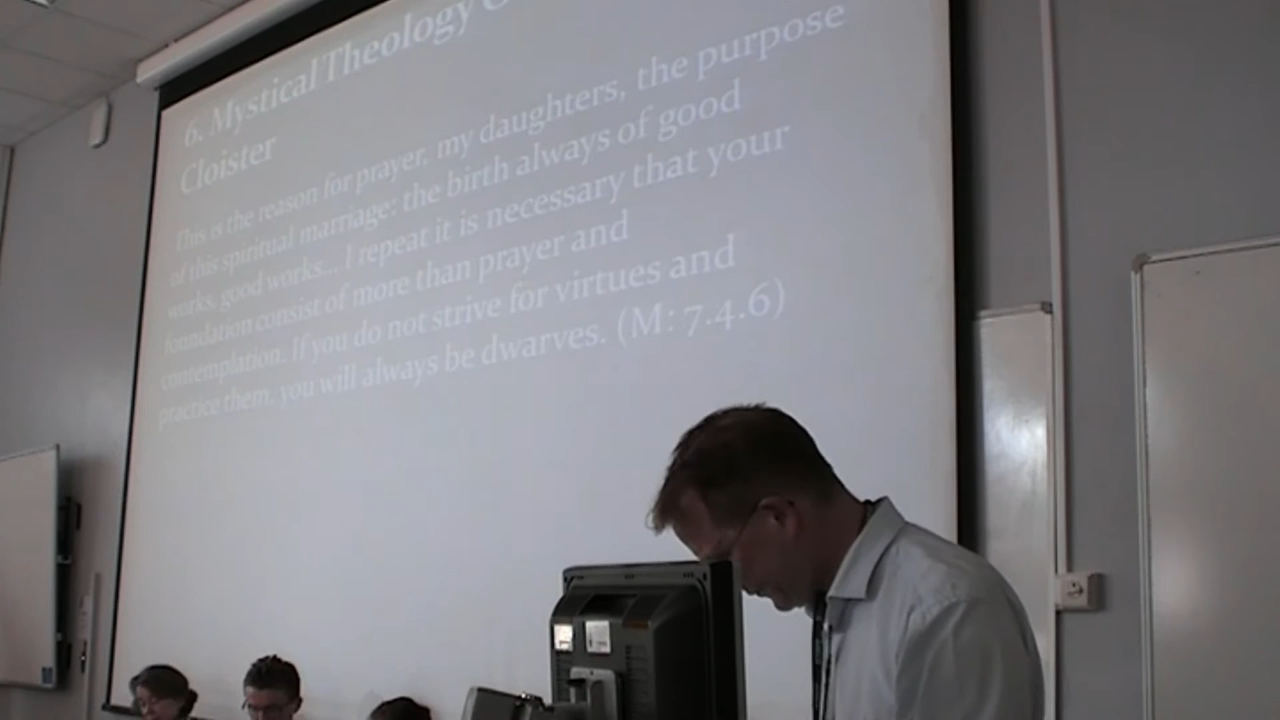 6. Mystical Theology
Cloister
This is the reason for prayer, my daughters, the purpose
of this spiritual marriage: the birth always of good
works, good works... I repeat it is necessary that your
foundation consist of more than prayer and
contemplation. If you do not strive for virtues and
practice them, you will always be dwarves. (M: 7.4.6)